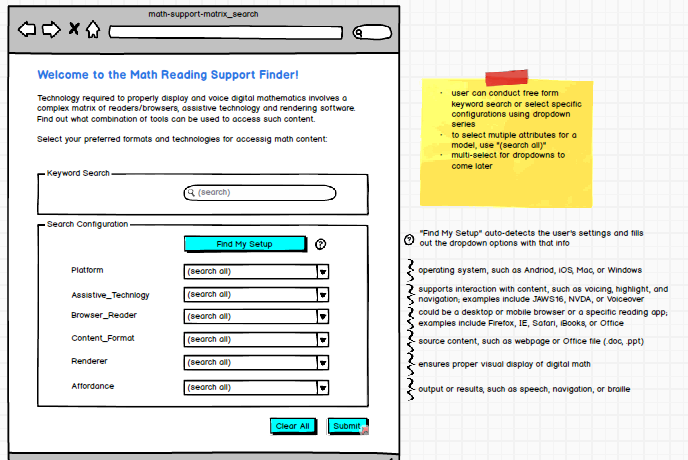 math-support-matrix_search
Welcome to the Math Reading Support Finder!
Technology required to properly display and voice digital mathematics involves a
complex matrix of readers/browsers, assistive technology and rendering software.
Find out what combination of tools can be used to access such content.
Select your preferred formats and technologies for accessig math content:
Keyword Search
(search)
Search Configuration
Find My Setup
?
Platform
(search all)
Assistive_Technlogy
(search all)
Browser_Reader
(search all)
Content_Format
(search all)
Renderer
(search all)
Affordance
(search all)
Clear All
Submit
· user can conduct free form
keyword search or select specific
configurations using dropdown
series
· to select mutiple attributes for a
model, use "(search all)"
· multi-select for dropdowns to
come later
? "Find My Setup" auto-detects the user's settings and fills
out the dropdown options with that info
operating system, such as Andriod, iOS, Mac, or Windows
supports interaction with content, such as voicing, highlight, and
navigation; examples include JAWS16, NVDA, or Voiceover
could be a desktop or mobile browser or a specific reading app;
examples include Firefox, IE, Safari, iBooks, or Office
source content, such as webpage or Office file (.doc, .ppt)
ensures proper visual display of digital math
output or results, such as speech, navigation, or braille